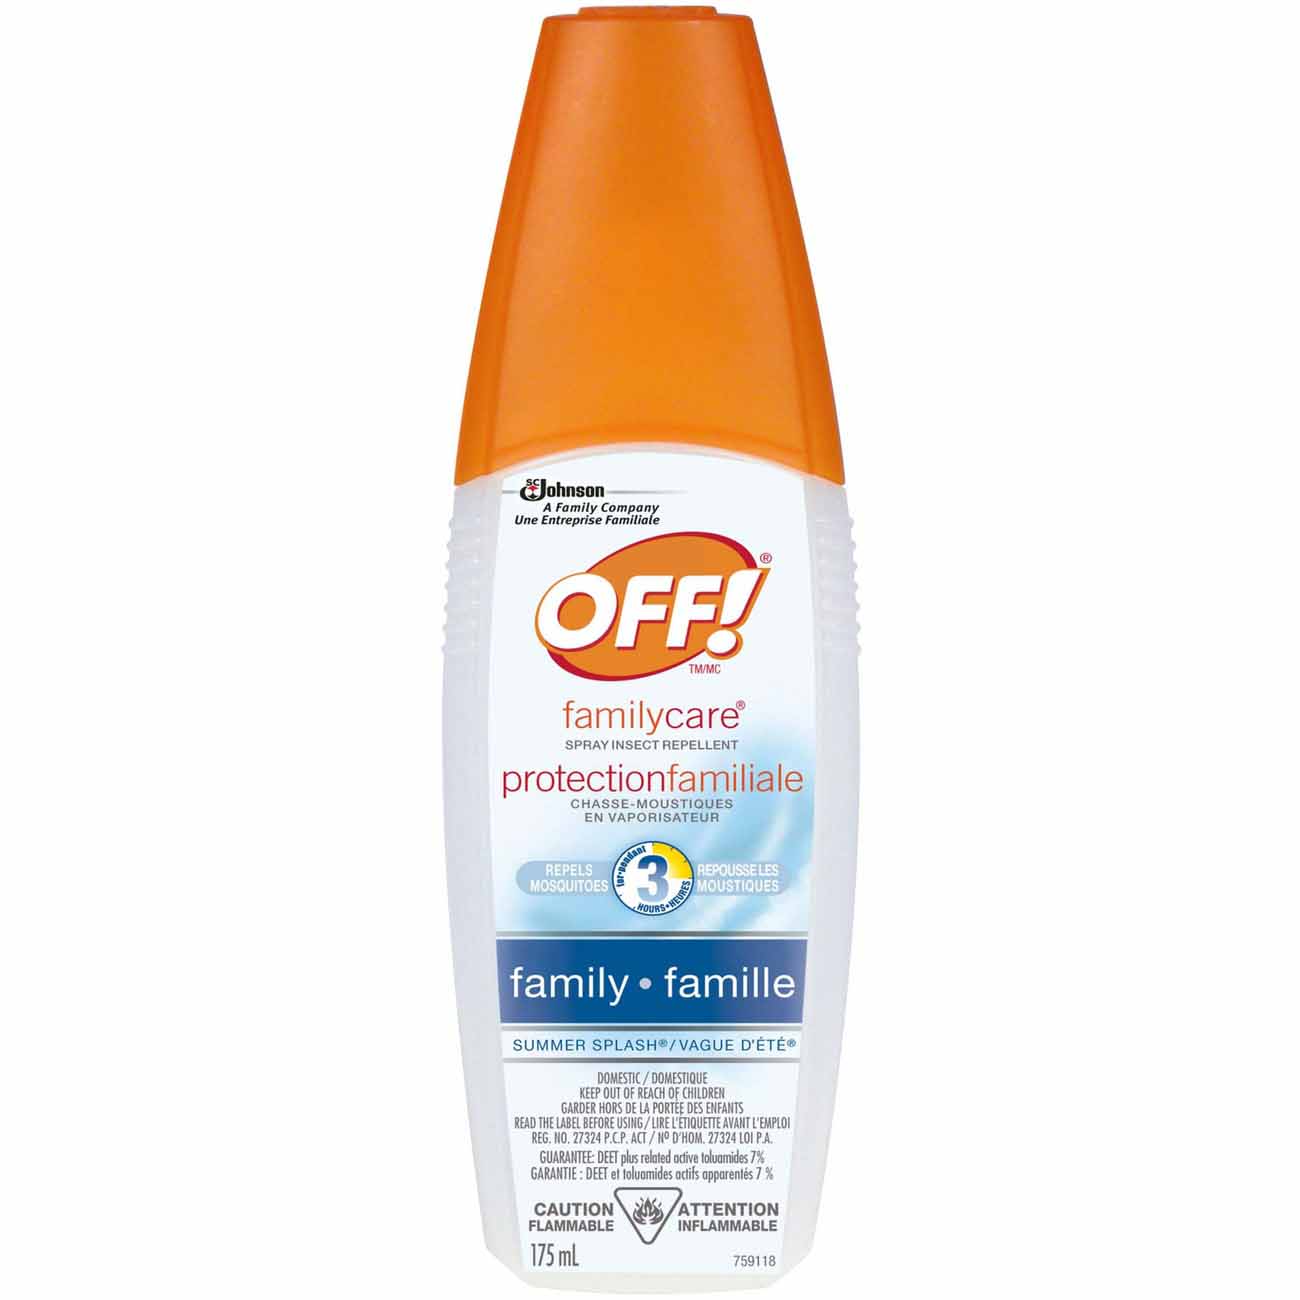 SC Johnson
A Family Company
Une Entreprise Familiale
OFF!®
TM/MC
familycare®
SPRAY INSECT REPELLENT
protectionfamiliale
CHASSE-MOUSTIQUES
EN VAPORISATEUR
REPELS
MOSQUITOES
for•pendant
3
HOURS•HEURES
REPOUSSE LES
MOUSTIQUES
family • famille
SUMMER SPLASH®/VAGUE D'ÉTÉ®
DOMESTIC / DOMESTIQUE
KEEP OUT OF REACH OF CHILDREN
GARDER HORS DE LA PORTÉE DES ENFANTS
READ THE LABEL BEFORE USING / LIRE L'ÉTIQUETTE AVANT L'EMPLOI
REG. NO. 27324 P.C.P. ACT / Nº D'HOM. 27324 LOI P.A.
GUARANTEE: DEET plus related active toluamides 7%
GARANTIE : DEET et toluamides actifs apparentés 7 %
CAUTION
FLAMMABLE
ATTENTION
INFLAMMABLE
175 mL
759118